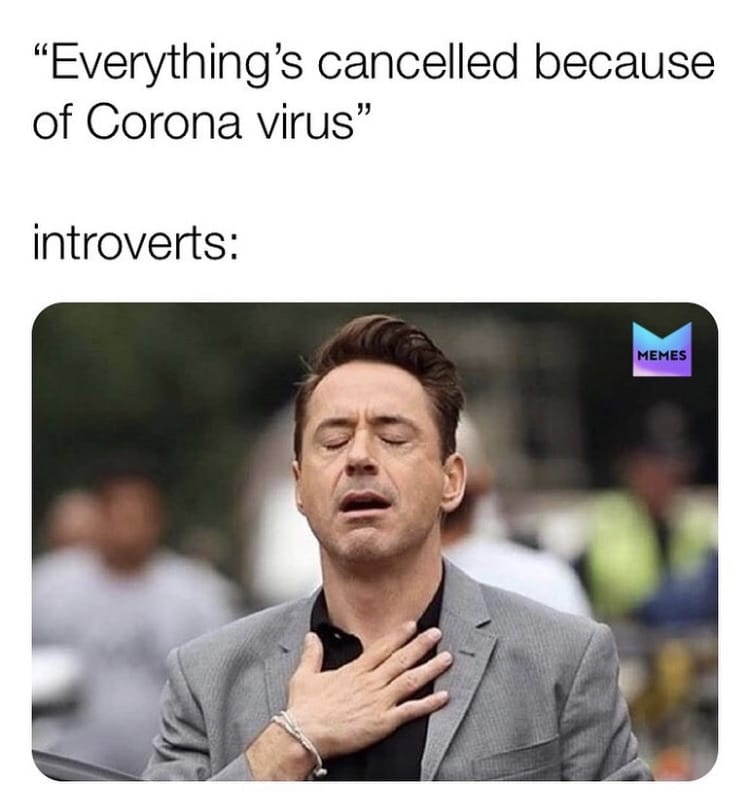 “Everything’s cancelled because
of Corona virus”
introverts:
MEMES